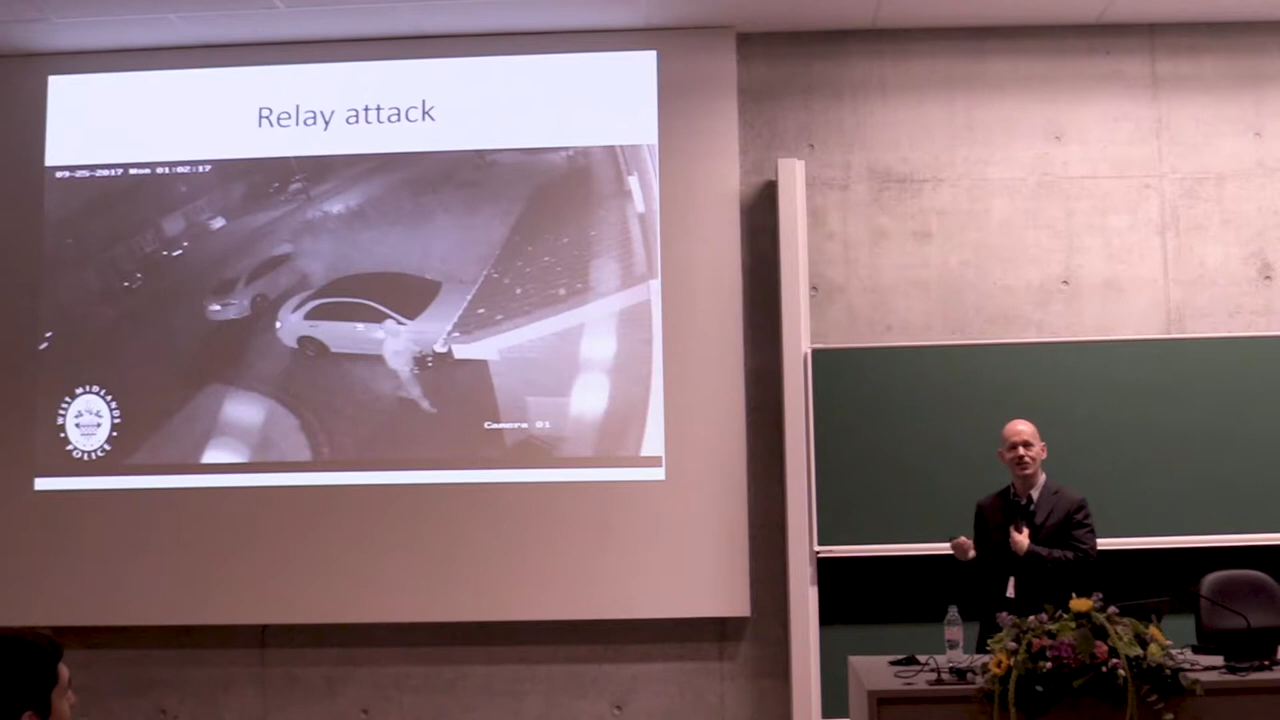 Relay attack
09-25-2017 Mon 01:02:17
WEST MIDLANDS
POLICE
Camera 01